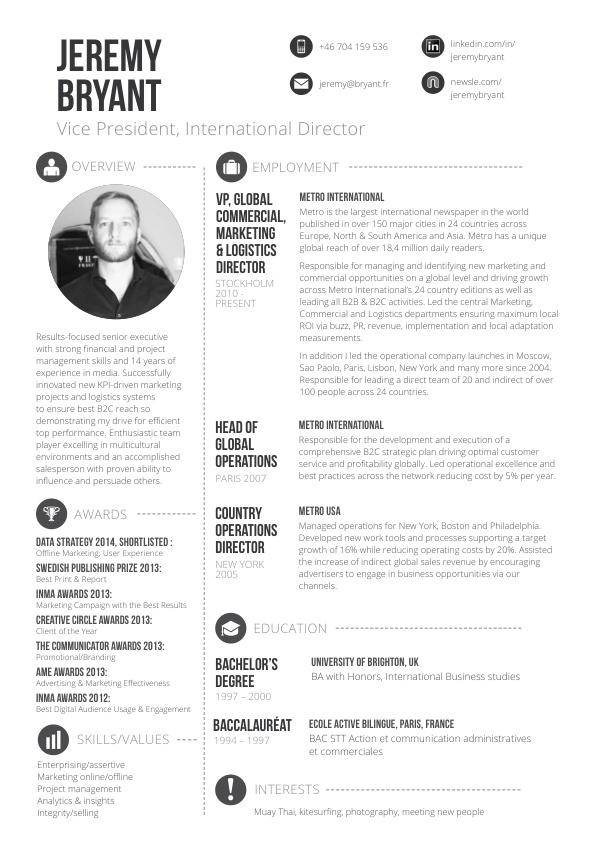 JEREMY
BRYANT
Vice President, International Director
+46 704 159 536
jeremy@bryant.fr
linkedin.com/in/
jeremybryant
newsle.com/
jeremybryant
OVERVIEW
Results-focused senior executive
with strong financial and project
management skills and 14 years of
experience in media. Successfully
innovated new KPI-driven marketing
projects and logistics systems
to ensure best B2C reach so
demonstrating my drive for efficient
top performance. Enthusiastic team
player excelling in multicultural
environments and an accomplished
salesperson with proven ability to
influence and persuade others.
AWARDS
DATA STRATEGY 2014, SHORTLISTED :
Offline Marketing, User Experience
SWEDISH PUBLISHING PRIZE 2013:
Best Print & Report
INMA AWARDS 2013:
Marketing Campaign with the Best Results
CREATIVE CIRCLE AWARDS 2013:
Client of the Year
THE COMMUNICATOR AWARDS 2013:
Promotional/Branding
AME AWARDS 2013:
Advertising & Marketing Effectiveness
INMA AWARDS 2012:
Best Digital Audience Usage & Engagement
SKILLS/VALUES
Enterprising/assertive
Marketing online/offline
Project management
Analytics & insights
Integrity/selling
EMPLOYMENT
VP, GLOBAL
COMMERCIAL,
MARKETING
& LOGISTICS
DIRECTOR
STOCKHOLM
2010 -
PRESENT
METRO INTERNATIONAL
Metro is the largest international newspaper in the world
published in over 150 major cities in 24 countries across
Europe, North & South America and Asia. Metro has a unique
global reach of over 18,4 million daily readers.
Responsible for managing and identifying new marketing and
commercial opportunities on a global level and driving growth
across Metro International's 24 country editions as well as
leading all B2B & B2C activities. Led the central Marketing,
Commercial and Logistics departments ensuring maximum local
ROI via buzz, PR, revenue, implementation and local adaptation
measurements.
In addition I led the operational company launches in Moscow,
Sao Paolo, Paris, Lisbon, New York and many more since 2004.
Responsible for leading a direct team of 20 and indirect of over
100 people across 24 countries.
HEAD OF
GLOBAL
OPERATIONS
PARIS 2007
METRO INTERNATIONAL
Responsible for the development and execution of a
comprehensive B2C strategic plan driving optimal customer
service and profitability globally. Led operational excellence and
best practices across the network reducing cost by 5% per year.
COUNTRY
OPERATIONS
DIRECTOR
NEW YORK
2005
METRO USA
Managed operations for New York, Boston and Philadelphia.
Developed new work tools and processes supporting a target
growth of 16% while reducing operating costs by 20%. Assisted
the increase of indirect global sales revenue by encouraging
advertisers to engage in business opportunities via our
channels.
EDUCATION
BACHELOR'S
DEGREE
1997 – 2000
UNIVERSITY OF BRIGHTON, UK
BA with Honors, International Business studies
BACCALAURÉAT
1994 – 1997
ECOLE ACTIVE BILINGUE, PARIS, FRANCE
BAC STT Action et communication administratives
et commerciales
INTERESTS
Muay Thai, kitesurfing, photography, meeting new people